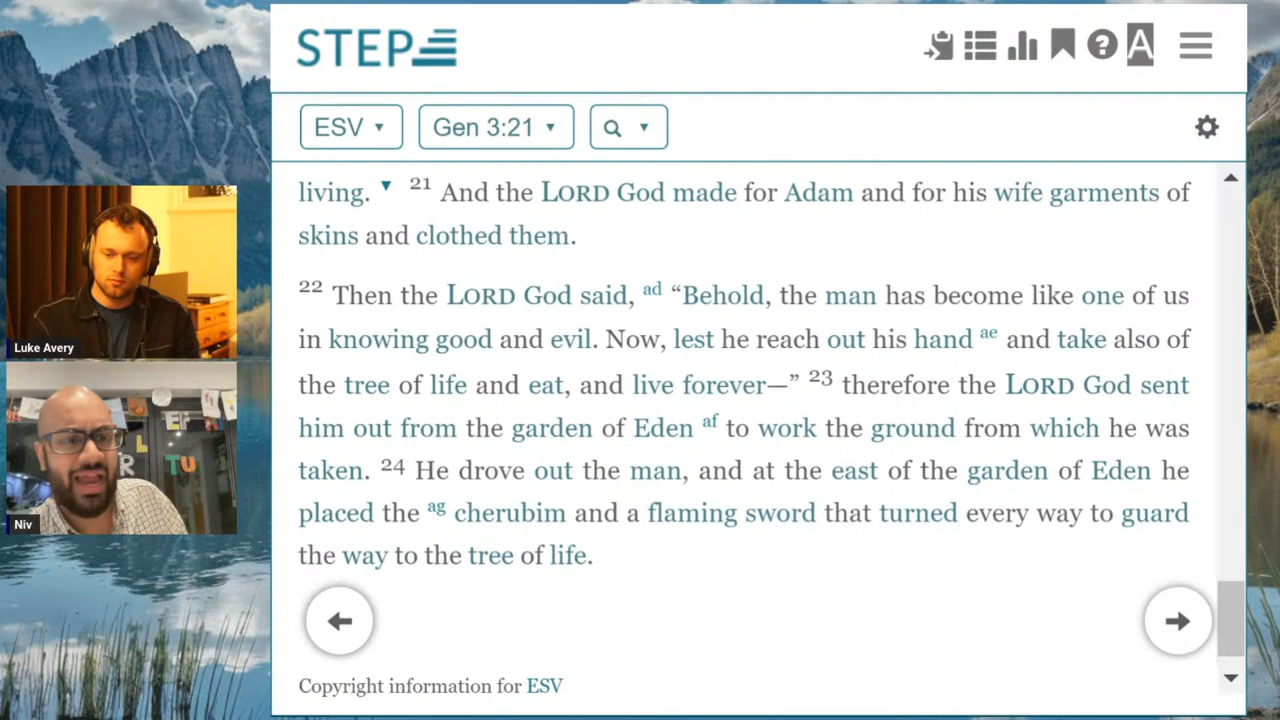 STEP
A
ESV ▼
Gen 3:21 ▼
living. ▼ 21 And the LORD God made for Adam and for his wife garments of
skins and clothed them.
22 Then the LORD God said, ad “Behold, the man has become like one of us
in knowing good and evil. Now, lest he reach out his hand ae and take also of
the tree of life and eat, and live forever—” 23 therefore the LORD God sent
him out from the garden of Eden af to work the ground from which he was
taken. 24 He drove out the man, and at the east of the garden of Eden he
placed the ag cherubim and a flaming sword that turned every way to guard
the way to the tree of life.
Copyright information for ESV
Luke Avery
Niv